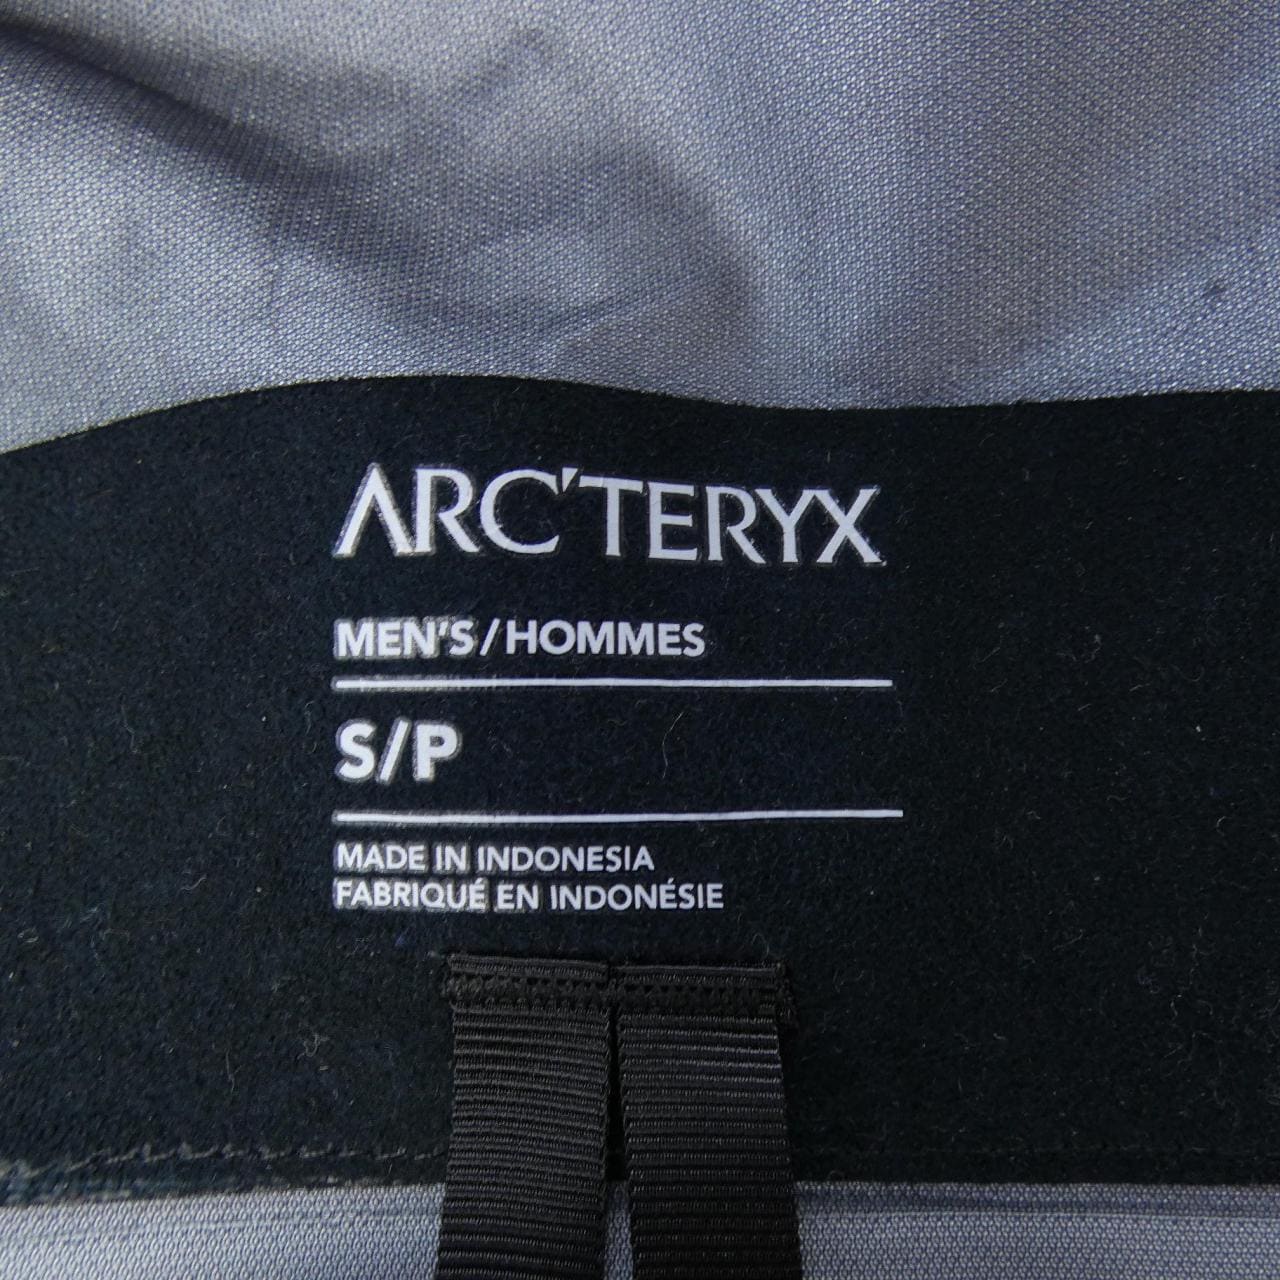 ARC'TERYX
MEN'S/HOMMES
S/P
MADE IN INDONESIA
FABRIQUÉ EN INDONÉSIE